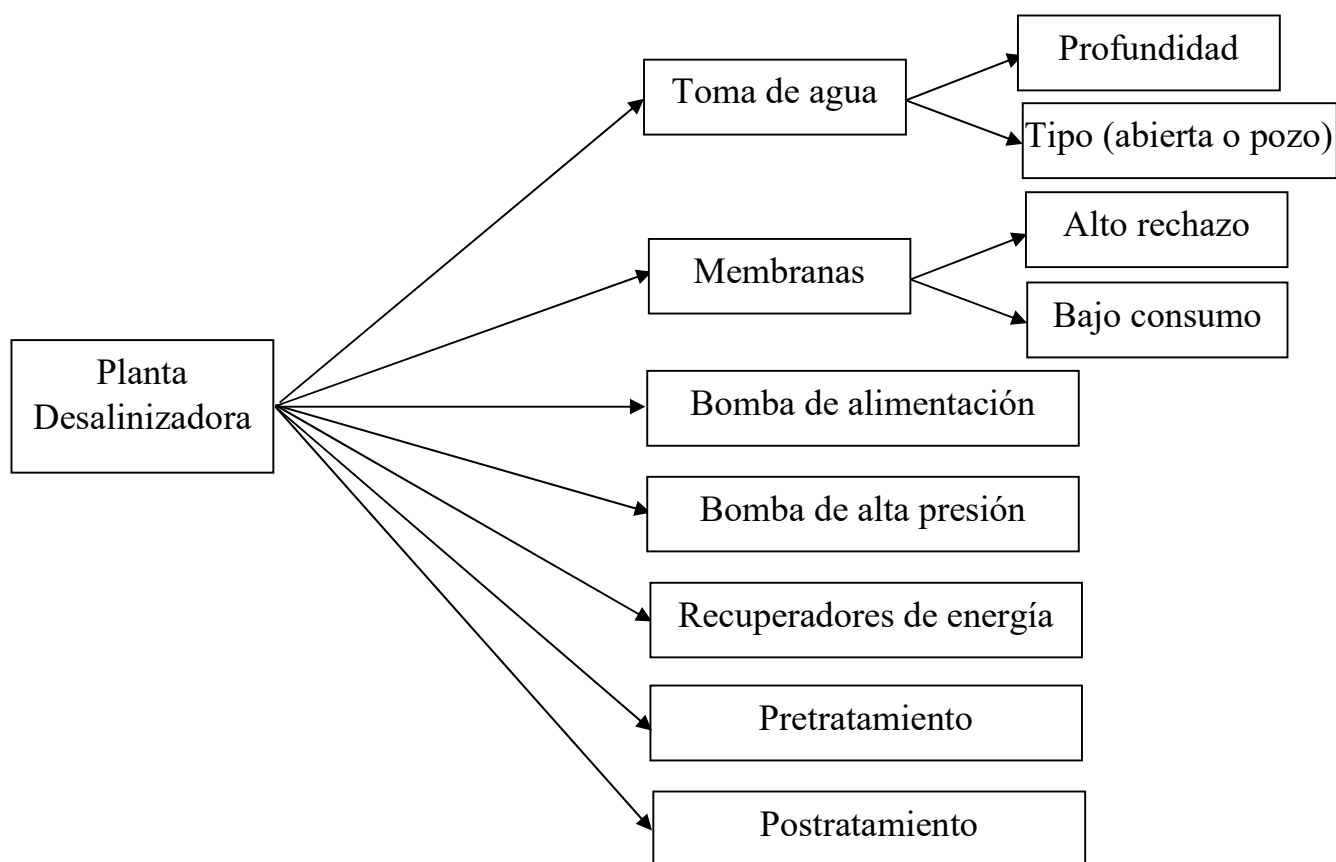 Planta
Desalinizadora
Toma de agua
Profundidad
Tipo (abierta o pozo)
Membranas
Alto rechazo
Bajo consumo
Bomba de alimentación
Bomba de alta presión
Recuperadores de energía
Pretratamiento
Postratamiento